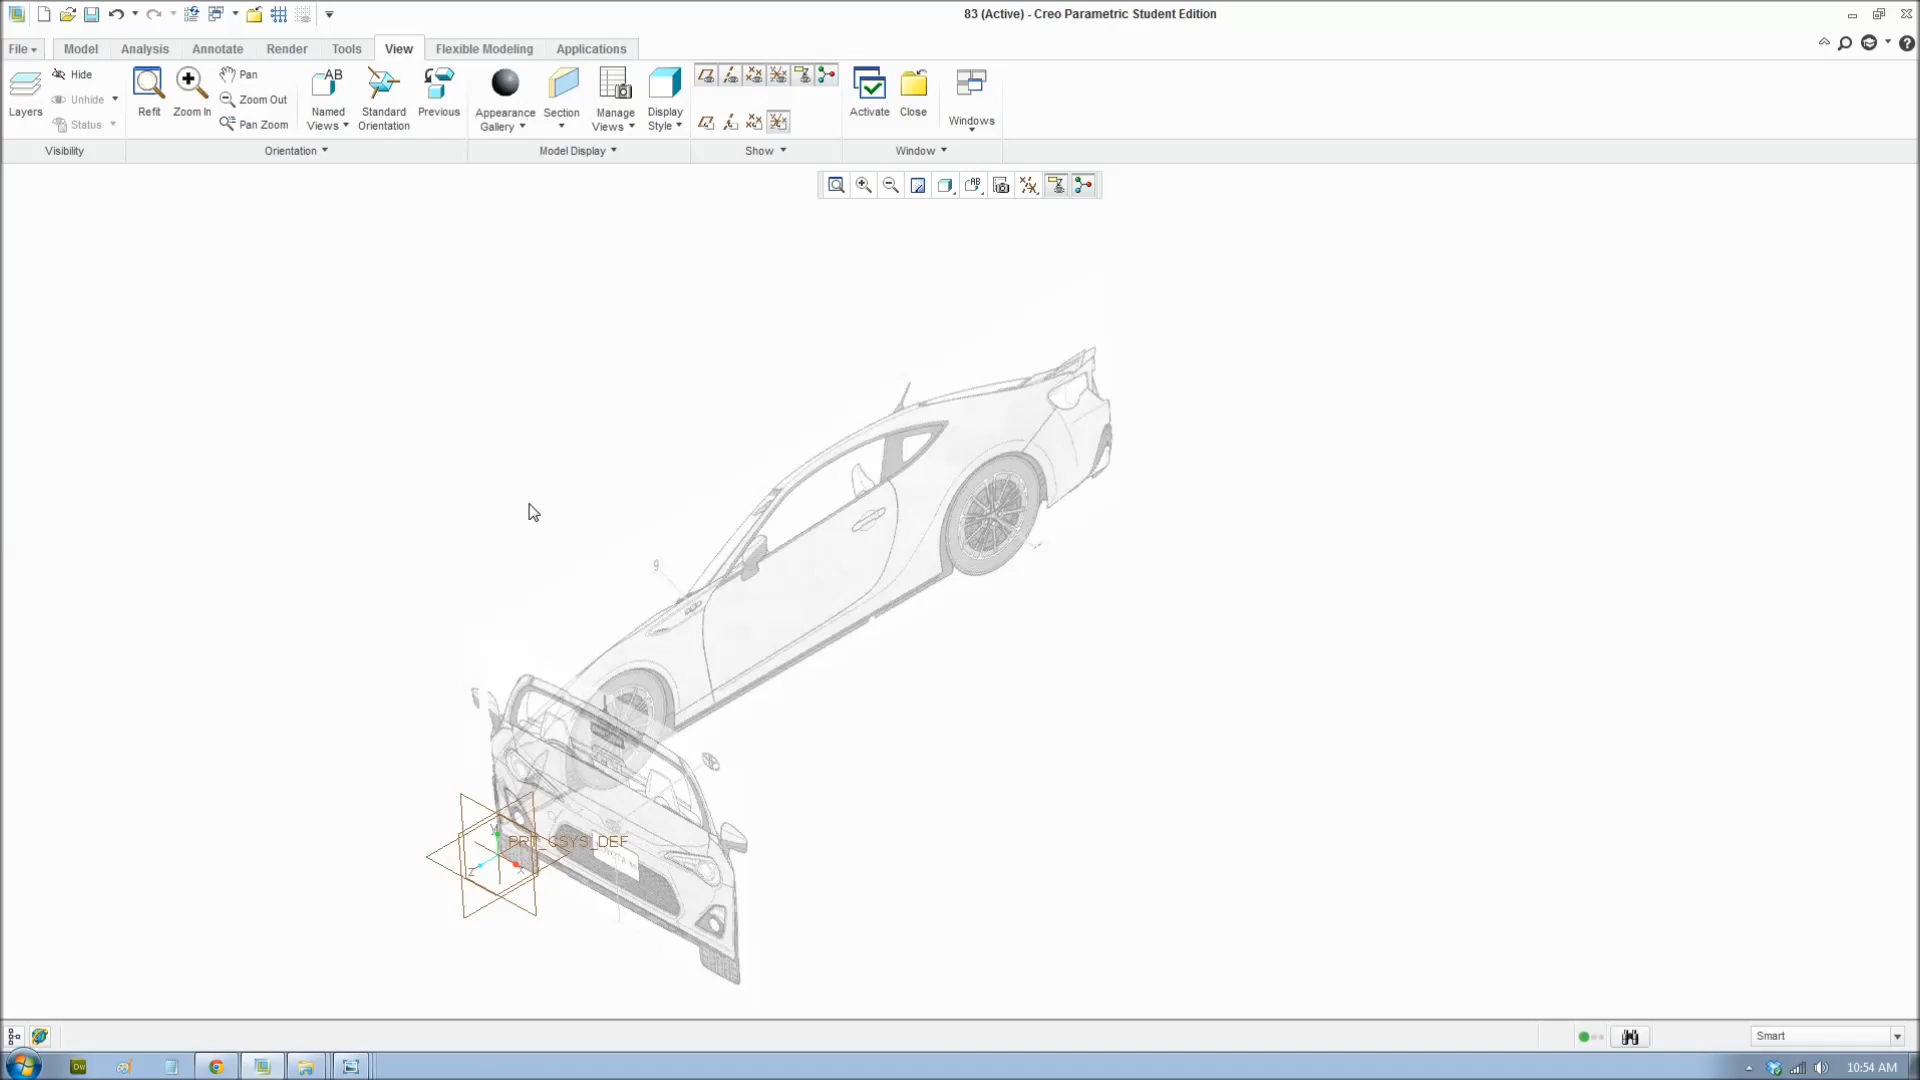 83 (Active) - Creo Parametric Student Edition
File Model Analysis Annotate Render Tools View Flexible Modeling Applications
Layers
Hide
Unhide
Status
Refit
Zoom In
Pan
Zoom Out
Pan Zoom
Named Views
Standard Orientation
Previous
Appearance Gallery
Section
Manage Views
Display Style
Activate
Close
Windows
Visibility Orientation Model Display Show Window
9
PRT_CSYS_DEF
Y
Z
X
Smart
10:54 AM